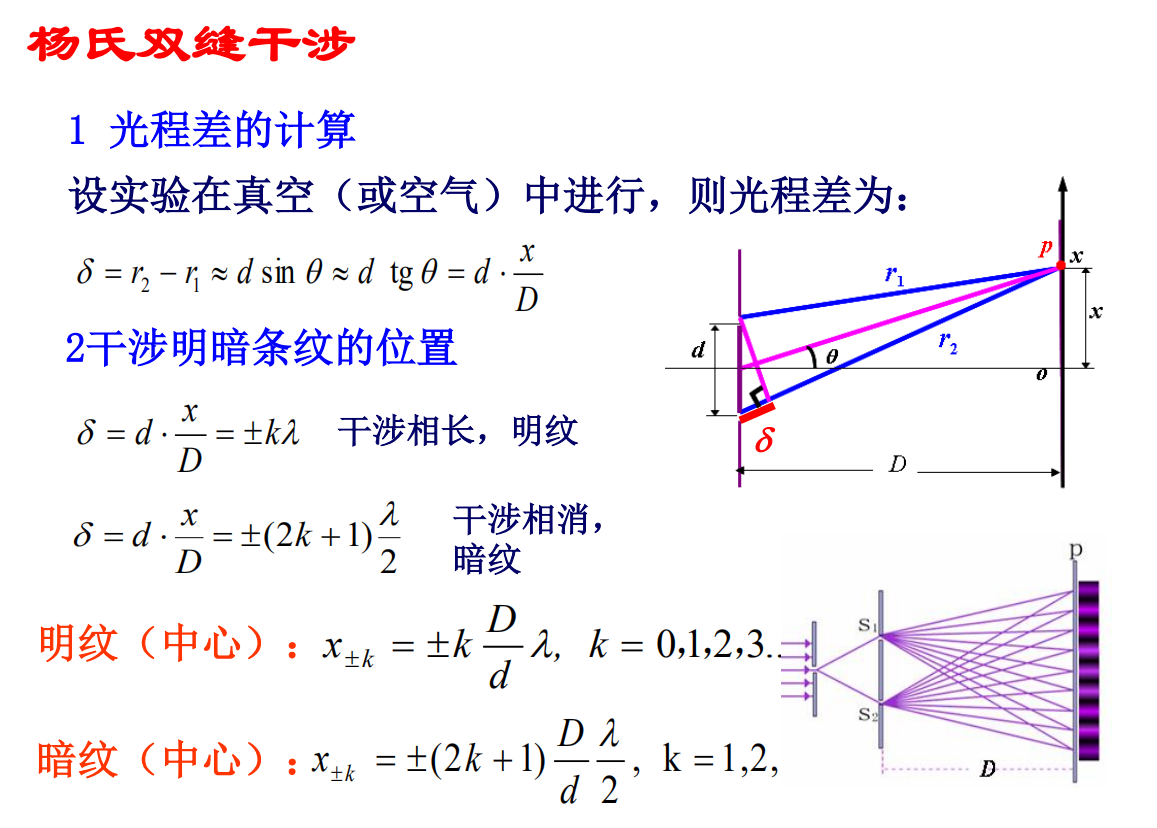 杨氏双缝干涉
1 光程差的计算
设实验在真空（或空气）中进行，则光程差为：
δ = r₂ − r₁ ≈ d sin θ ≈ d tg θ = d · x/D
2干涉明暗条纹的位置
δ = d · x/D = ±kλ 干涉相长，明纹
δ = d · x/D = ±(2k + 1) λ/2 干涉相消，
暗纹
明纹（中心）：x±k = ±k D/d λ, k = 0,1,2,3..
暗纹（中心）：x±k = ±(2k + 1) D/d λ/2 , k = 1,2,
p x
r₁
x
d
θ
r₂
o
δ
D
p
S₁
S₂
D